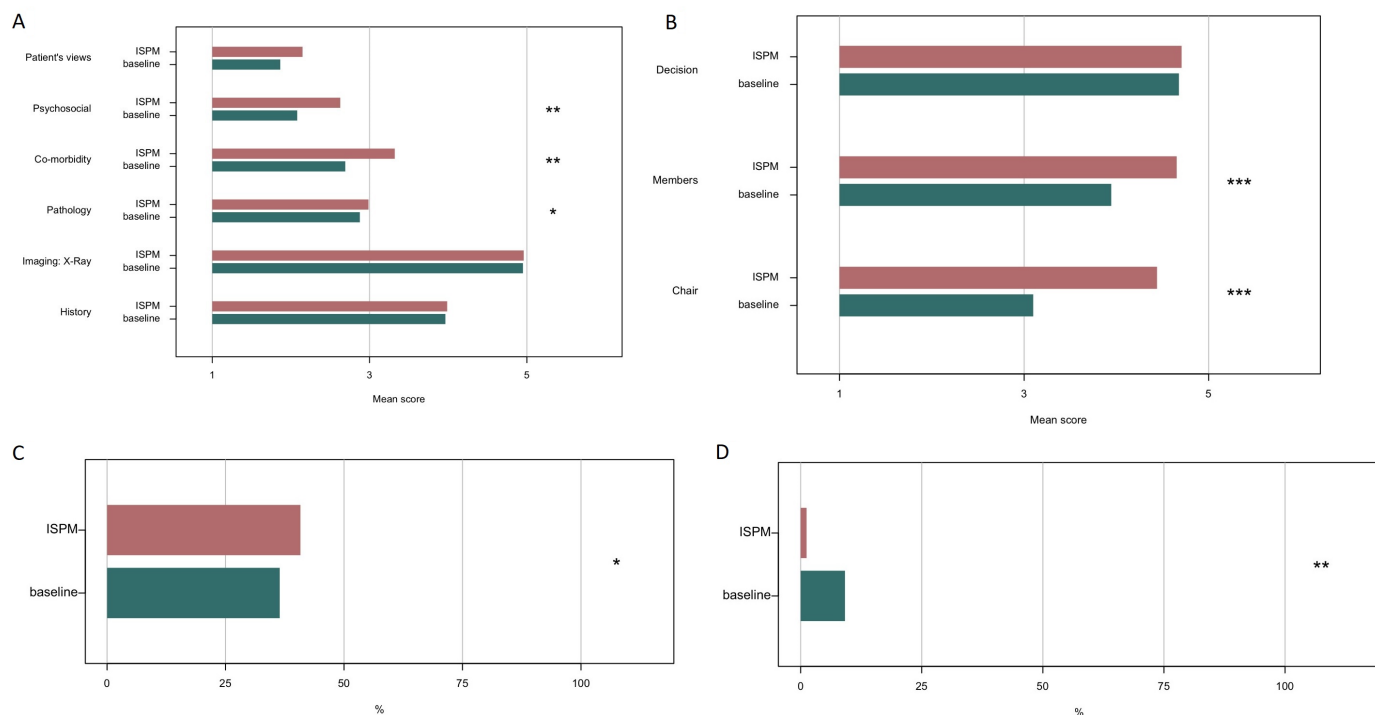 A
Patient's views
ISPM
baseline
Psychosocial
ISPM
baseline
**
Co-morbidity
ISPM
baseline
**
Pathology
ISPM
baseline
*
Imaging: X-Ray
ISPM
baseline
History
ISPM
baseline
1 3 5
Mean score
B
Decision
ISPM
baseline
Members
ISPM
baseline
***
Chair
ISPM
baseline
***
1 3 5
Mean score
C
ISPM
baseline
*
0 25 50 75 100
%
D
ISPM
baseline
**
0 25 50 75 100
%